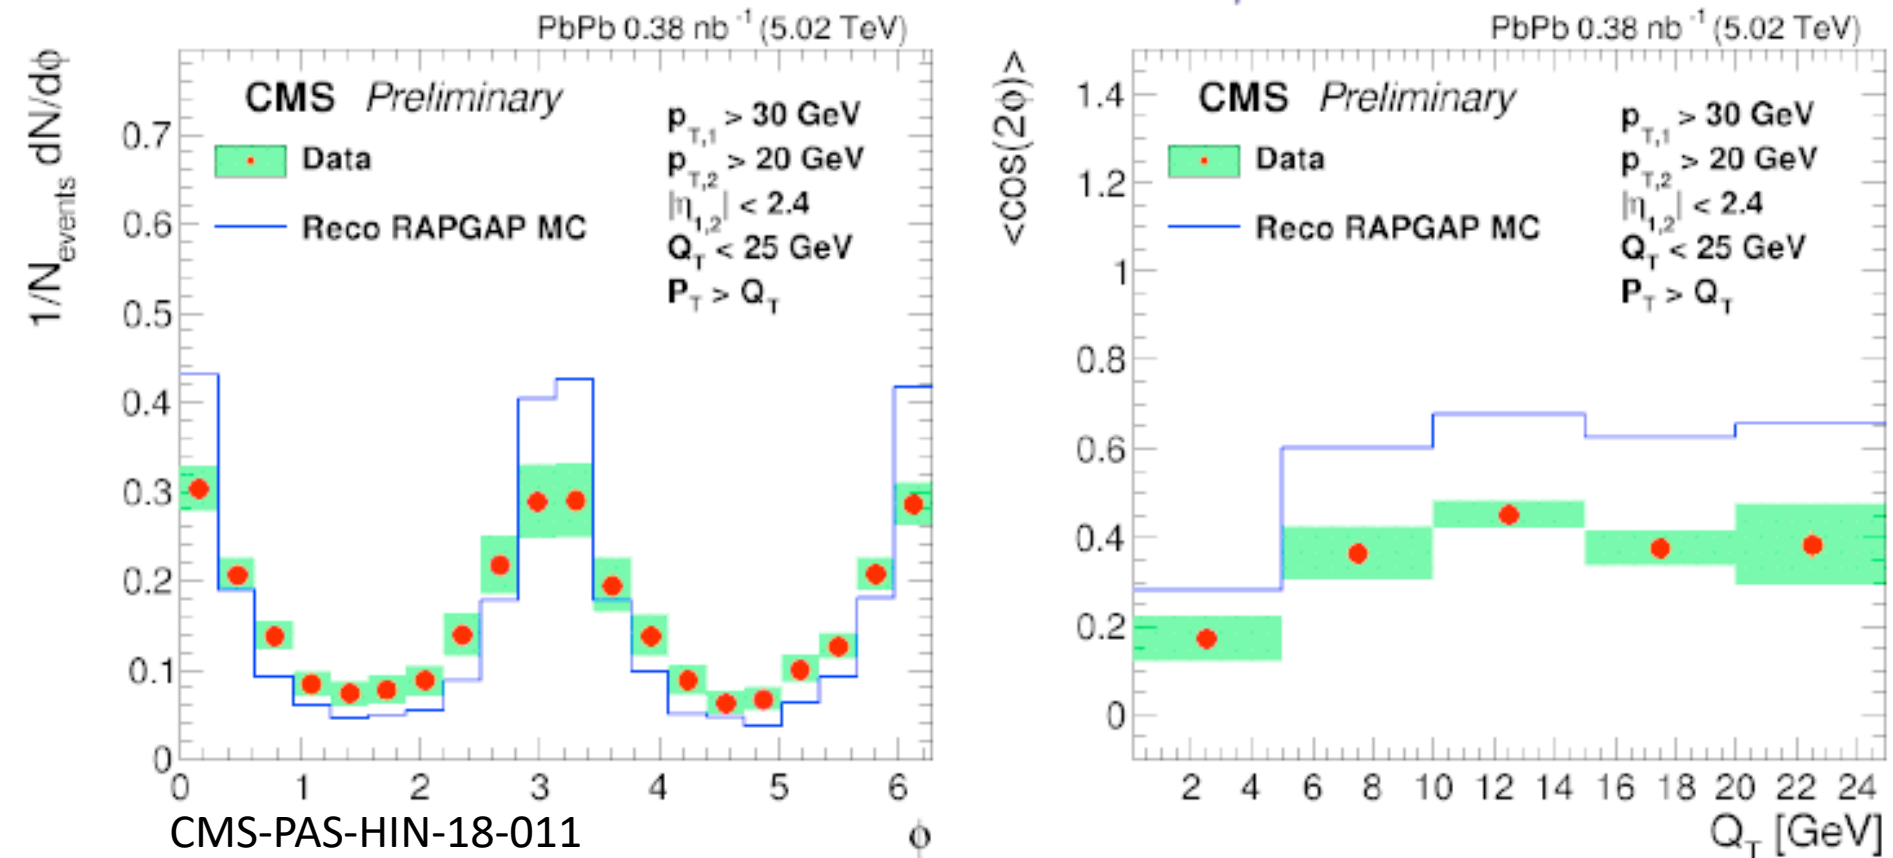 PbPb 0.38 nb⁻¹ (5.02 TeV)
CMS Preliminary
Data
Reco RAPGAP MC
p_T,1 > 30 GeV
p_T,2 > 20 GeV
|η_1,2| < 2.4
Q_T < 25 GeV
P_T > Q_T
1/N_events dN/dϕ
0.7
0.6
0.5
0.4
0.3
0.2
0.1
0
0 1 2 3 4 5 6
ϕ
CMS-PAS-HIN-18-011
PbPb 0.38 nb⁻¹ (5.02 TeV)
CMS Preliminary
Data
Reco RAPGAP MC
p_T,1 > 30 GeV
p_T,2 > 20 GeV
|η_1,2| < 2.4
Q_T < 25 GeV
P_T > Q_T
<cos(2ϕ)>
1.4
1.2
1
0.8
0.6
0.4
0.2
0
2 4 6 8 10 12 14 16 18 20 22 24
Q_T [GeV]